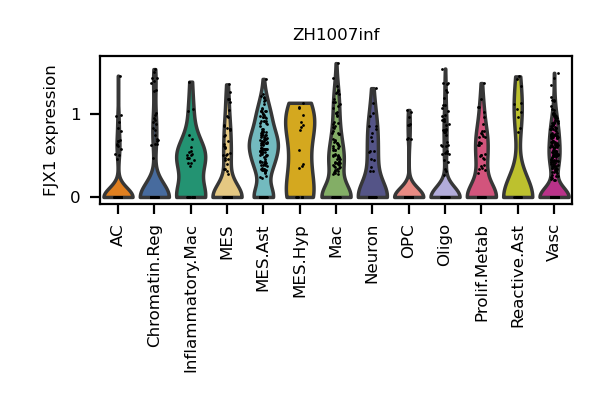 ZH1007inf
FJX1 expression
1
0
AC
Chromatin.Reg
Inflammatory.Mac
MES
MES.Ast
MES.Hyp
Mac
Neuron
OPC
Oligo
Prolif.Metab
Reactive.Ast
Vasc